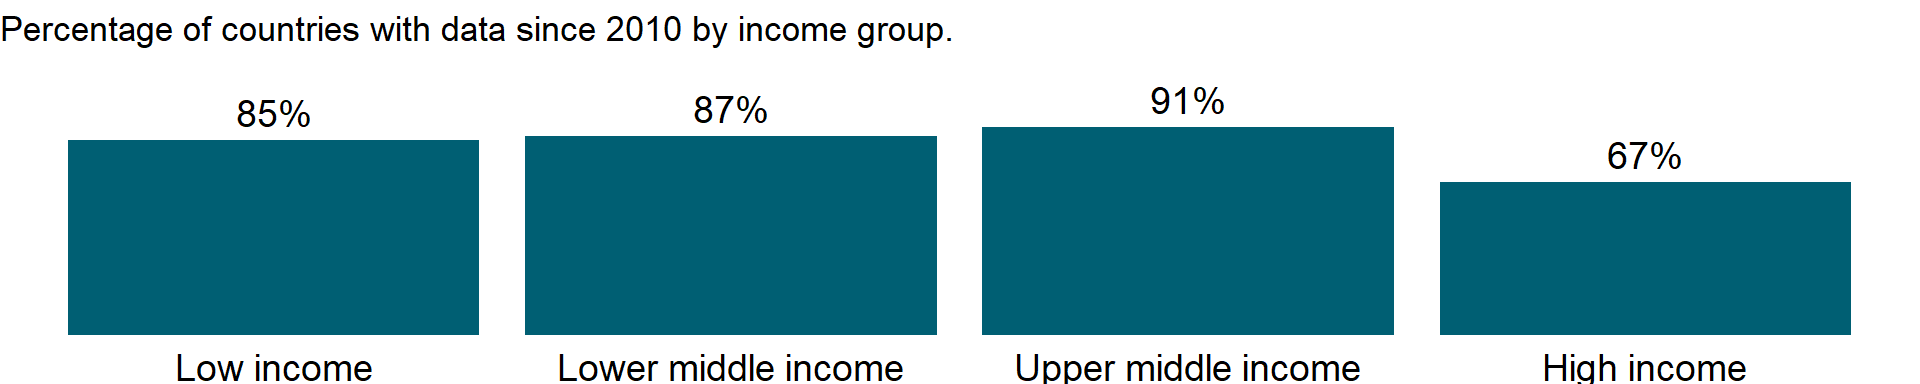 Percentage of countries with data since 2010 by income group.
85%
87%
91%
67%
Low income
Lower middle income
Upper middle income
High income